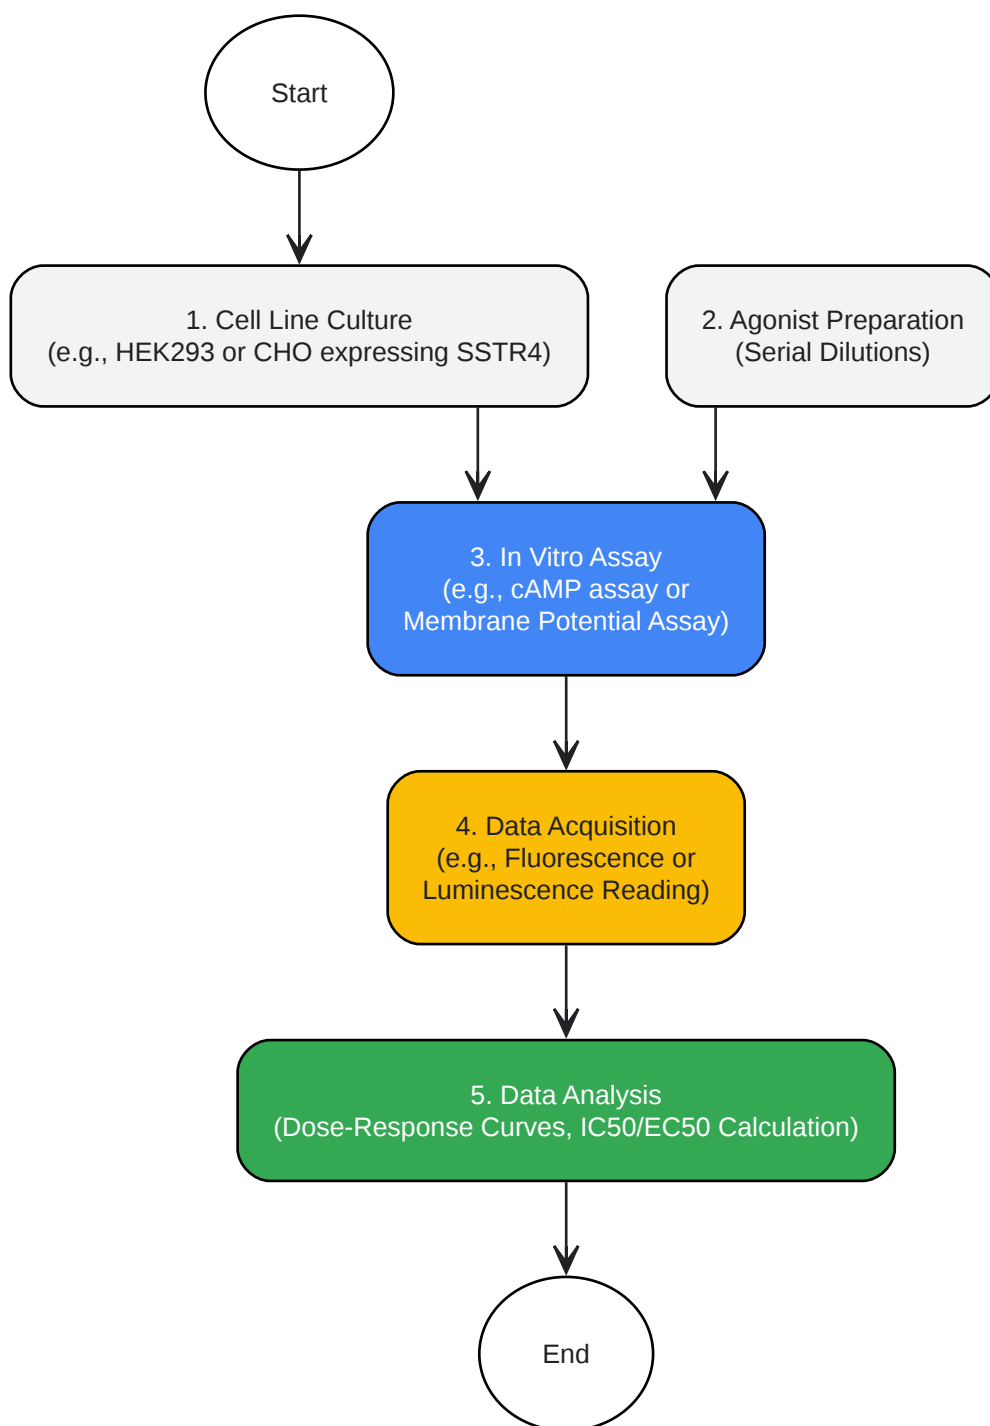 Start
1. Cell Line Culture
(e.g., HEK293 or CHO expressing SSTR4)
2. Agonist Preparation
(Serial Dilutions)
3. In Vitro Assay
(e.g., cAMP assay or
Membrane Potential Assay)
4. Data Acquisition
(e.g., Fluorescence or
Luminescence Reading)
5. Data Analysis
(Dose-Response Curves, IC50/EC50 Calculation)
End